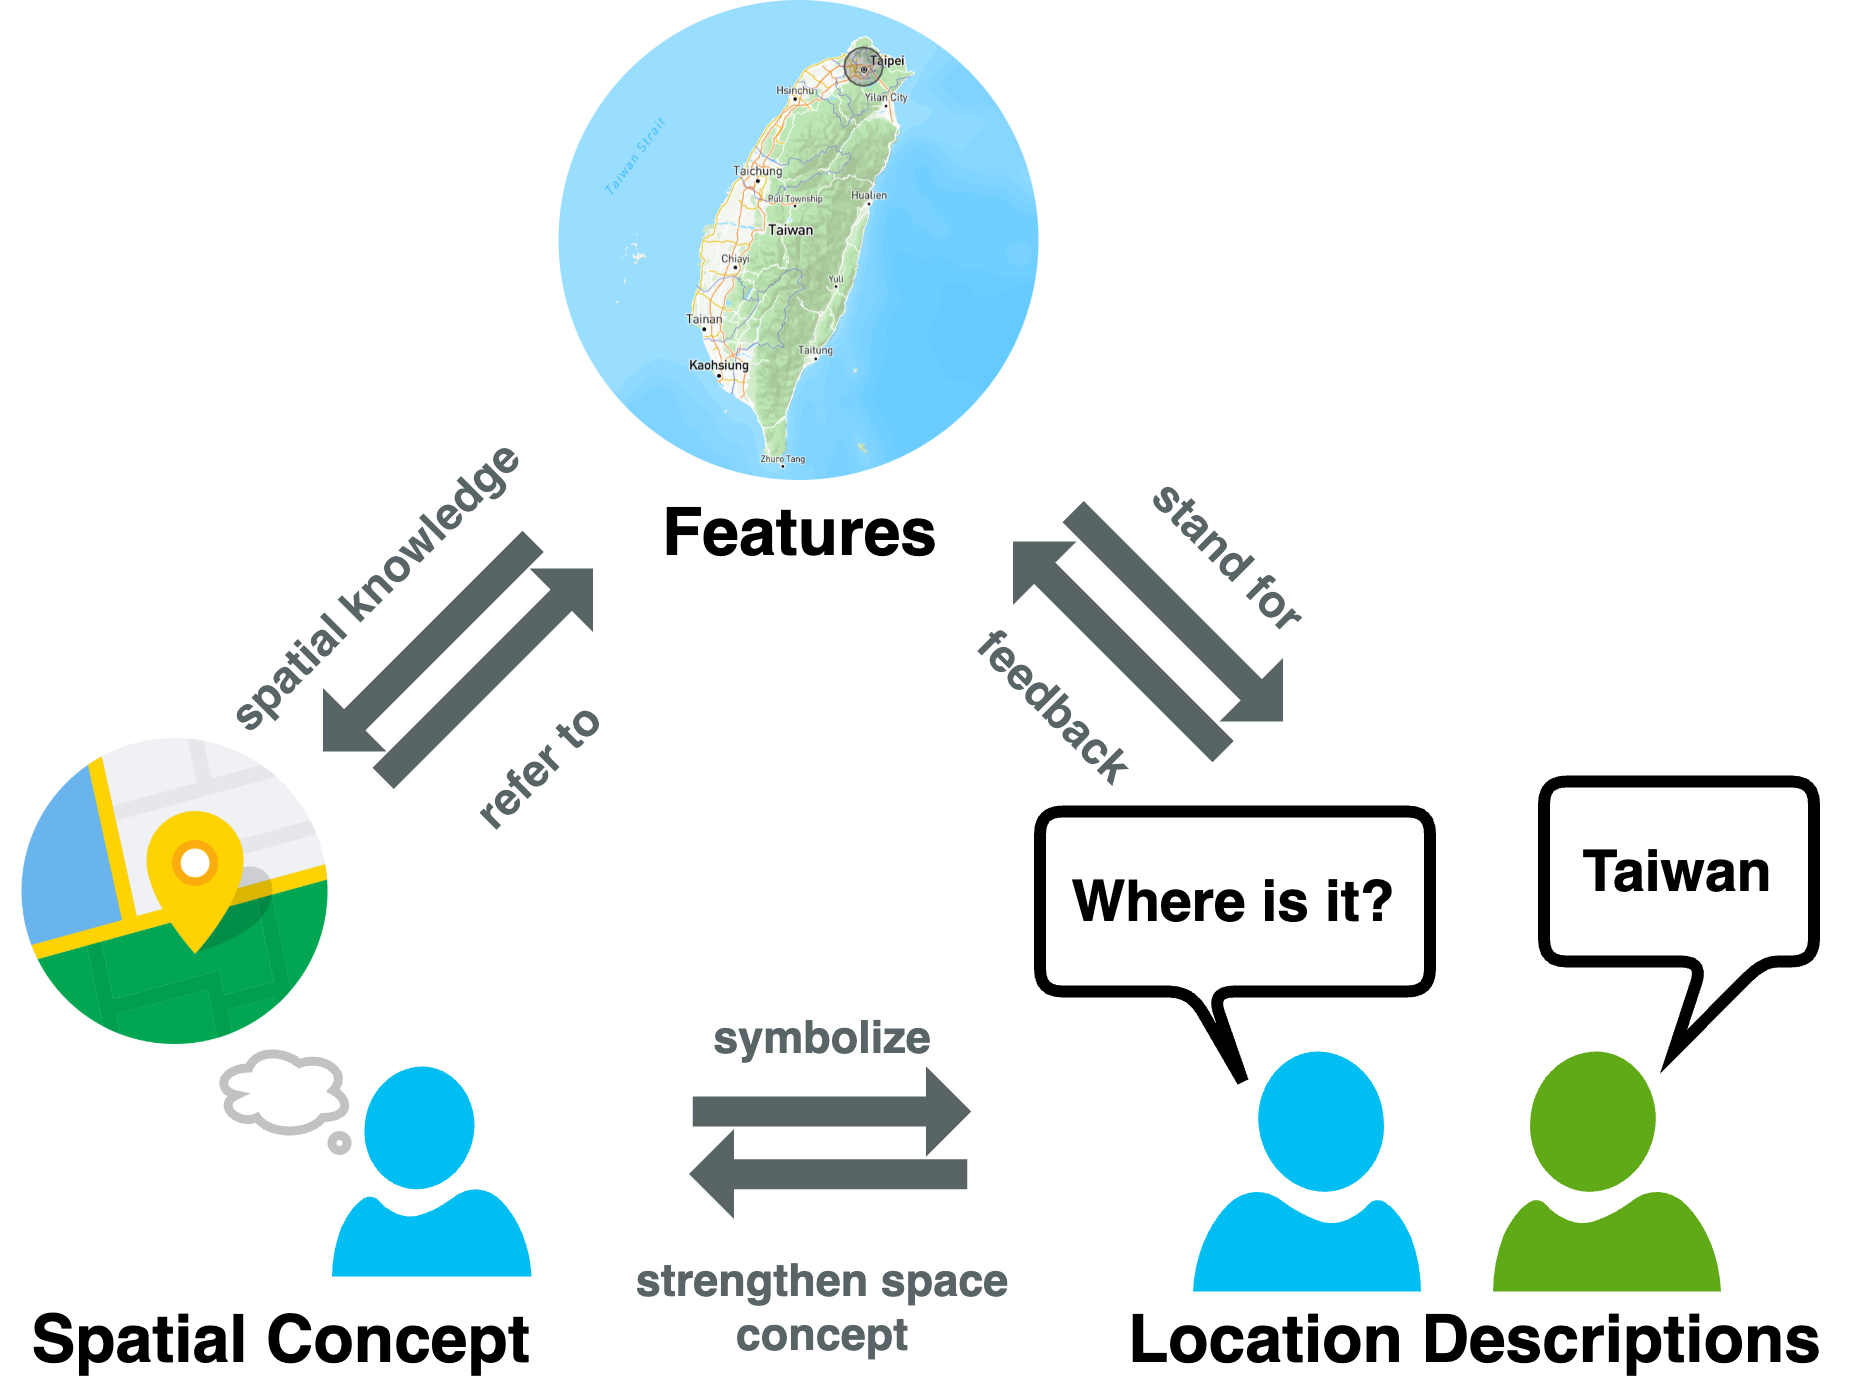 Taipei
Hsinchu
Yilan City
Taiwan Strait
Taichung
Puli Township
Hualien
Taiwan
Chiayi
Yuli
Tainan
Taitung
Kaohsiung
Zhuro Tang
Features
spatial knowledge
refer to
stand for
feedback
Where is it?
Taiwan
symbolize
strengthen space
concept
Spatial Concept
Location Descriptions